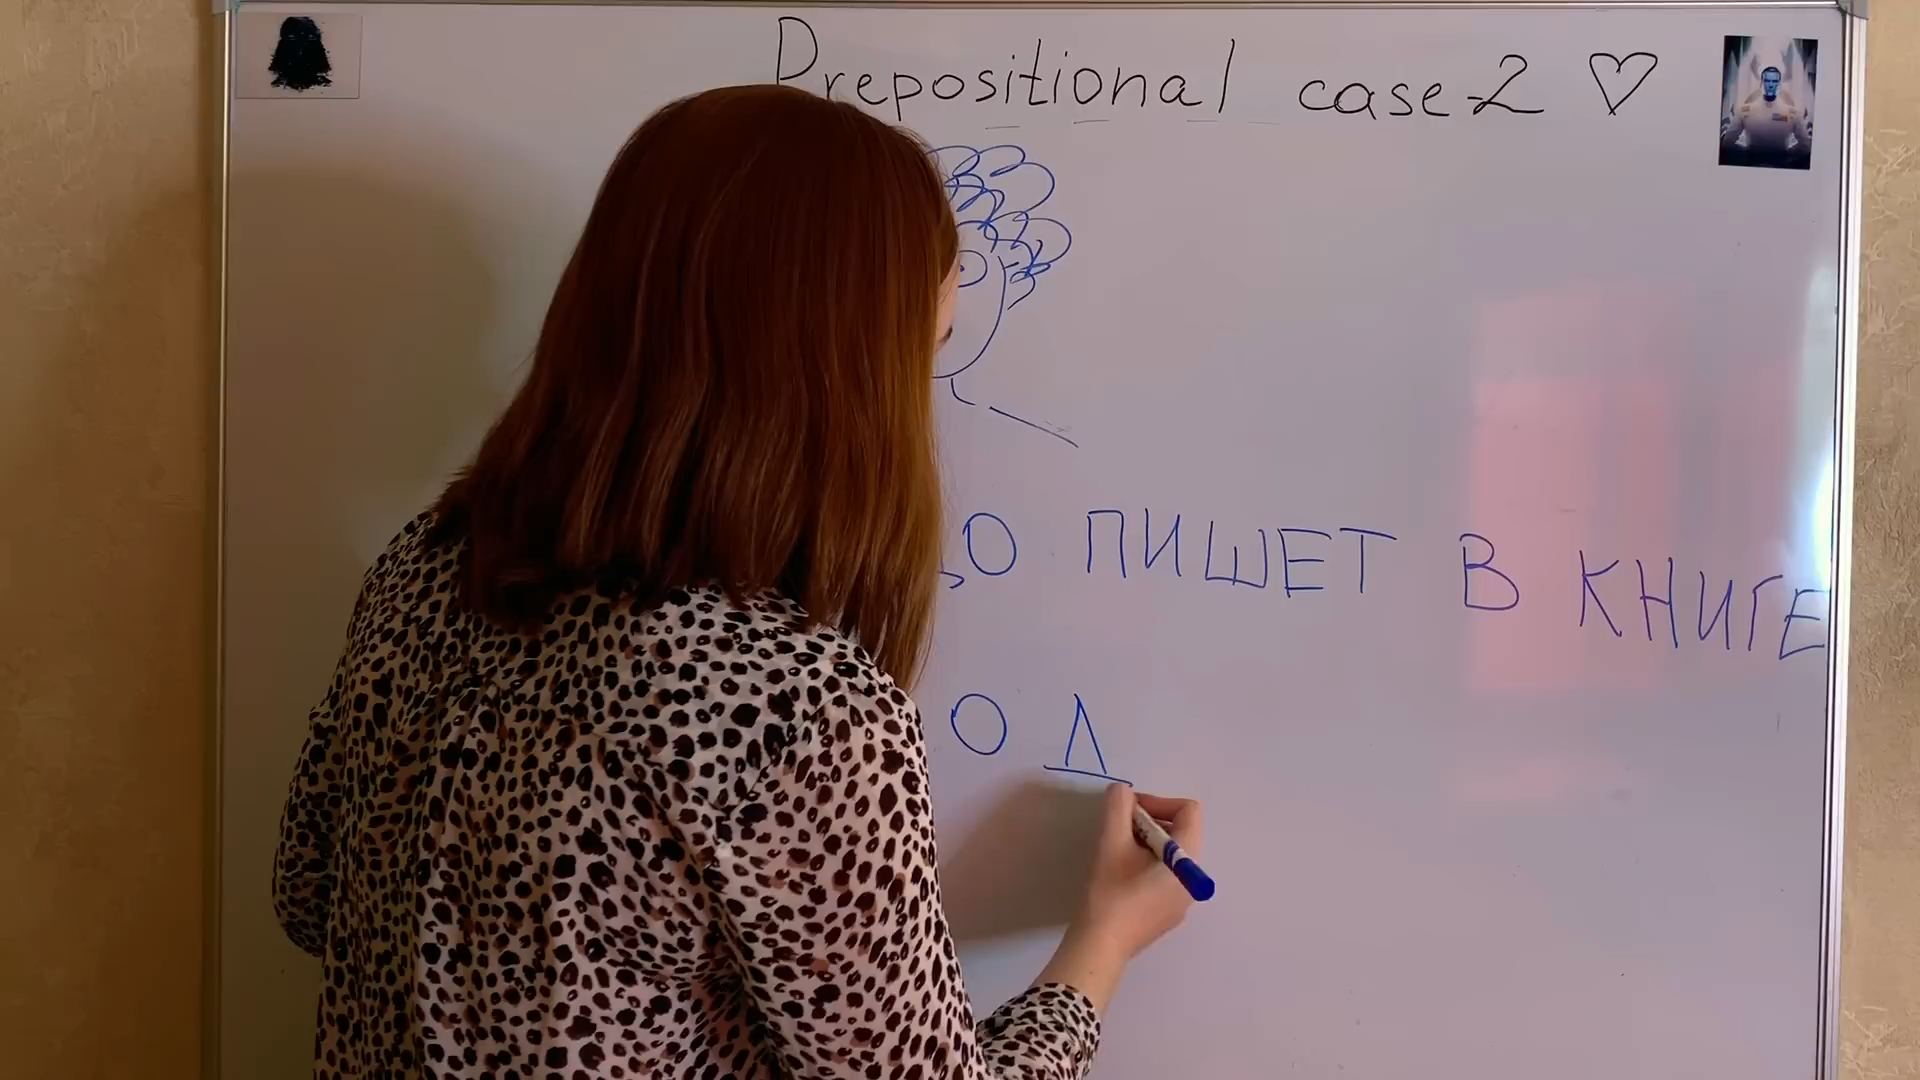 Prepositional case-2 ♡
ПИШЕТ В КНИГЕ
О Д